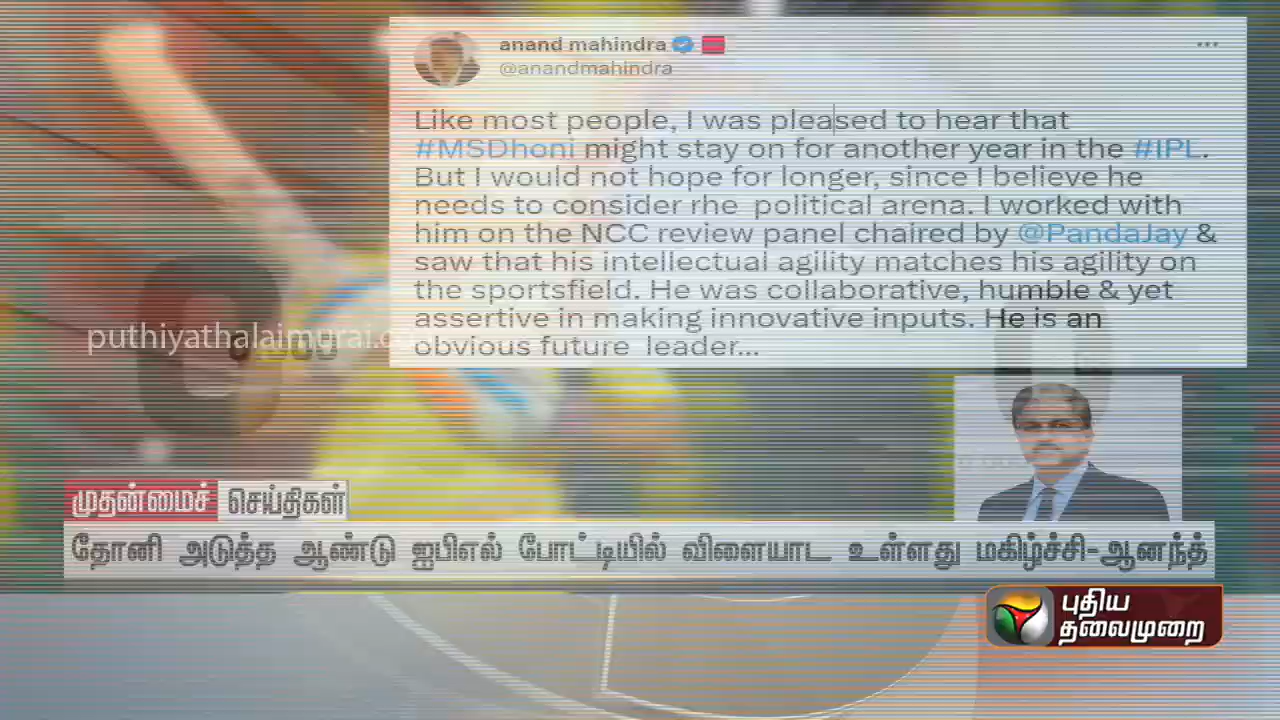 anand mahindra
@anandmahindra
Like most people, I was pleased to hear that
#MSDhoni might stay on for another year in the #IPL.
But I would not hope for longer, since I believe he
needs to consider rhe political arena. I worked with
him on the NCC review panel chaired by @PandaJay &
saw that his intellectual agility matches his agility on
the sportsfield. He was collaborative, humble & yet
assertive in making innovative inputs. He is an
obvious future leader...
முதன்மைச் செய்திகள்
தோனி அடுத்த ஆண்டு ஐபிஎல் போட்டியில் விளையாட உள்ளது மகிழ்ச்சி-ஆனந்த்
புதிய
தலைமுறை